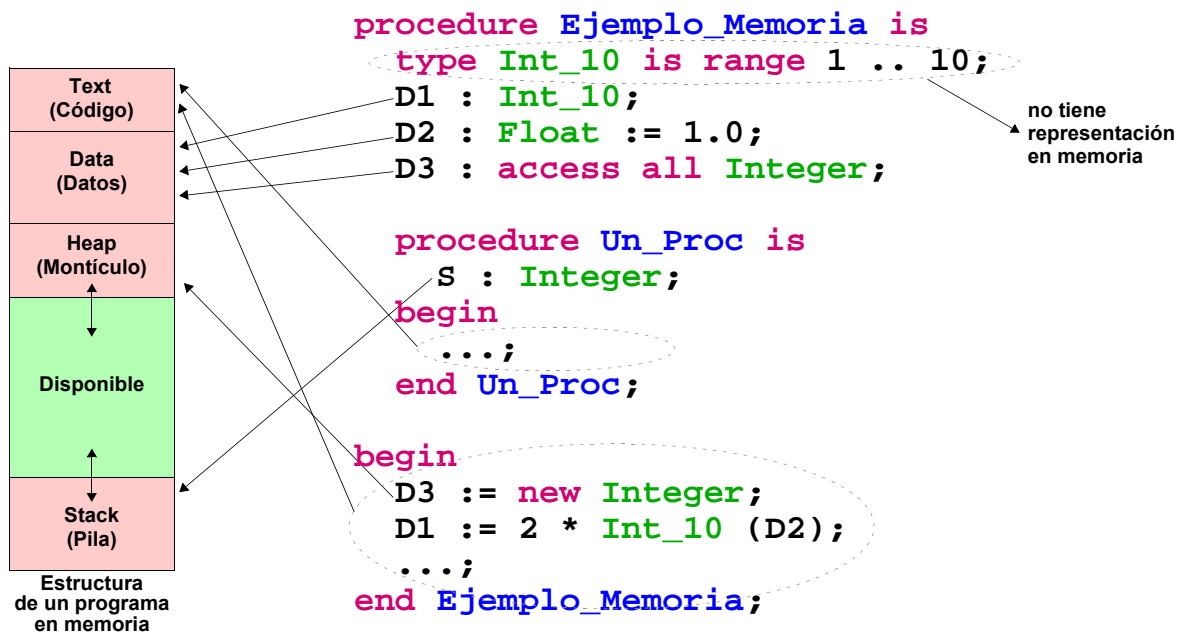 procedure Ejemplo_Memoria is
type Int_10 is range 1 .. 10;
D1 : Int_10;
D2 : Float := 1.0;
D3 : access all Integer;
no tiene
representación
en memoria
procedure Un_Proc is
S : Integer;
begin
...;
end Un_Proc;
begin
D3 := new Integer;
D1 := 2 * Int_10 (D2);
...;
end Ejemplo_Memoria;
Text
(Código)
Data
(Datos)
Heap
(Montículo)
Disponible
Stack
(Pila)
Estructura
de un programa
en memoria